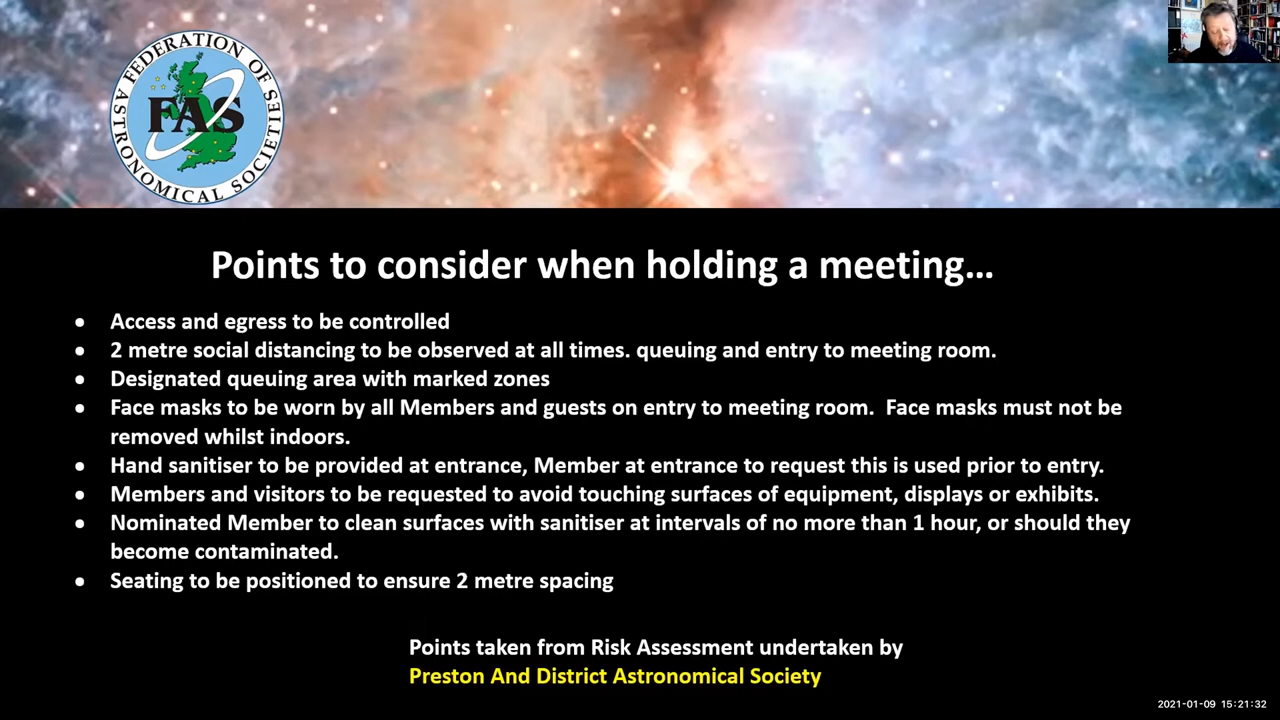 FEDERATION OF
ASTRONOMICAL SOCIETIES
FAS
Points to consider when holding a meeting...
• Access and egress to be controlled
• 2 metre social distancing to be observed at all times. queuing and entry to meeting room.
• Designated queuing area with marked zones
• Face masks to be worn by all Members and guests on entry to meeting room.  Face masks must not be
removed whilst indoors.
• Hand sanitiser to be provided at entrance, Member at entrance to request this is used prior to entry.
• Members and visitors to be requested to avoid touching surfaces of equipment, displays or exhibits.
• Nominated Member to clean surfaces with sanitiser at intervals of no more than 1 hour, or should they
become contaminated.
• Seating to be positioned to ensure 2 metre spacing
Points taken from Risk Assessment undertaken by
Preston And District Astronomical Society
2021-01-09 15:21:32